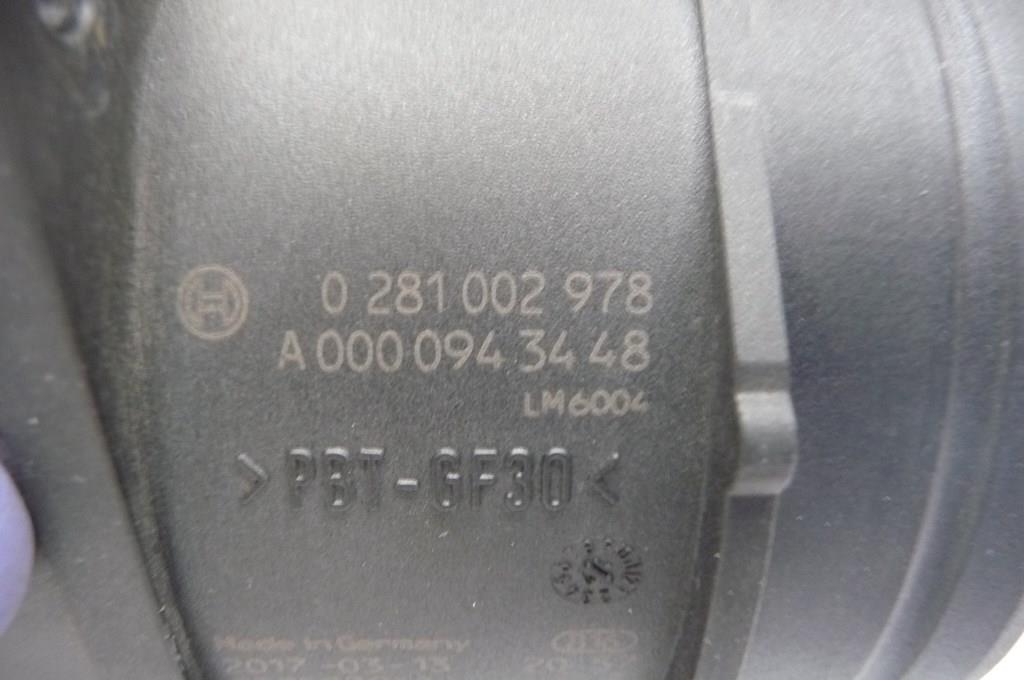 0 281 002 978
A 000 094 34 48
LM6004
>PBT-GF30<
Made in Germany
2017-03-13